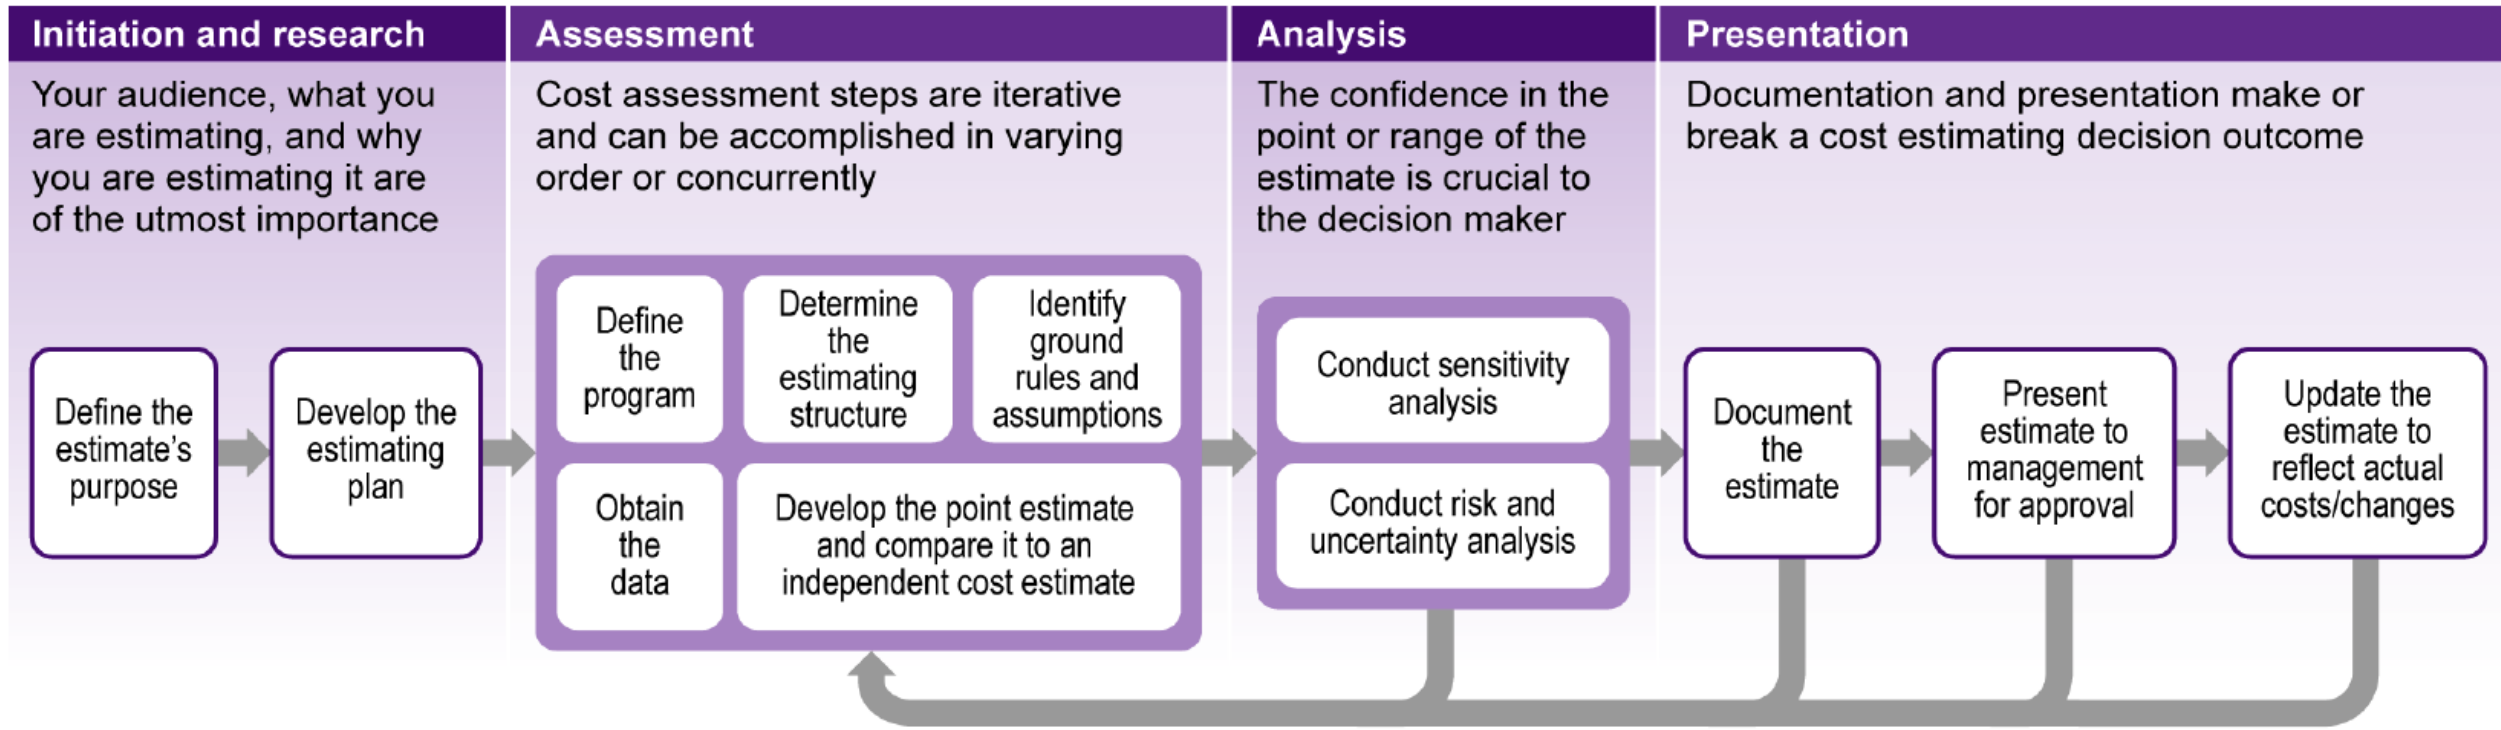 Initiation and research
Your audience, what you
are estimating, and why
you are estimating it are
of the utmost importance
Define the
estimate’s
purpose
Develop the
estimating
plan
Assessment
Cost assessment steps are iterative
and can be accomplished in varying
order or concurrently
Define
the
program
Determine
the
estimating
structure
Identify
ground
rules and
assumptions
Obtain
the
data
Develop the point estimate
and compare it to an
independent cost estimate
Analysis
The confidence in the
point or range of the
estimate is crucial to
the decision maker
Conduct sensitivity
analysis
Conduct risk and
uncertainty analysis
Presentation
Documentation and presentation make or
break a cost estimating decision outcome
Document
the
estimate
Present
estimate to
management
for approval
Update the
estimate to
reflect actual
costs/changes